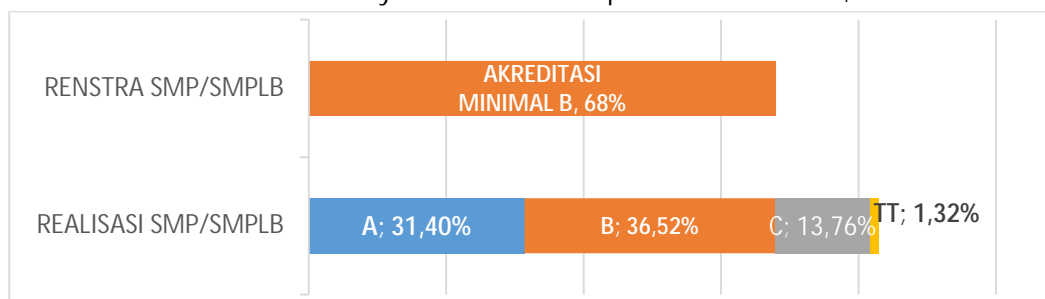 RENSTRA SMP/SMPLB
AKREDITASI
MINIMAL B, 68%
REALISASI SMP/SMPLB
A; 31,40%
B; 36,52%
C; 13,76%
TT; 1,32%